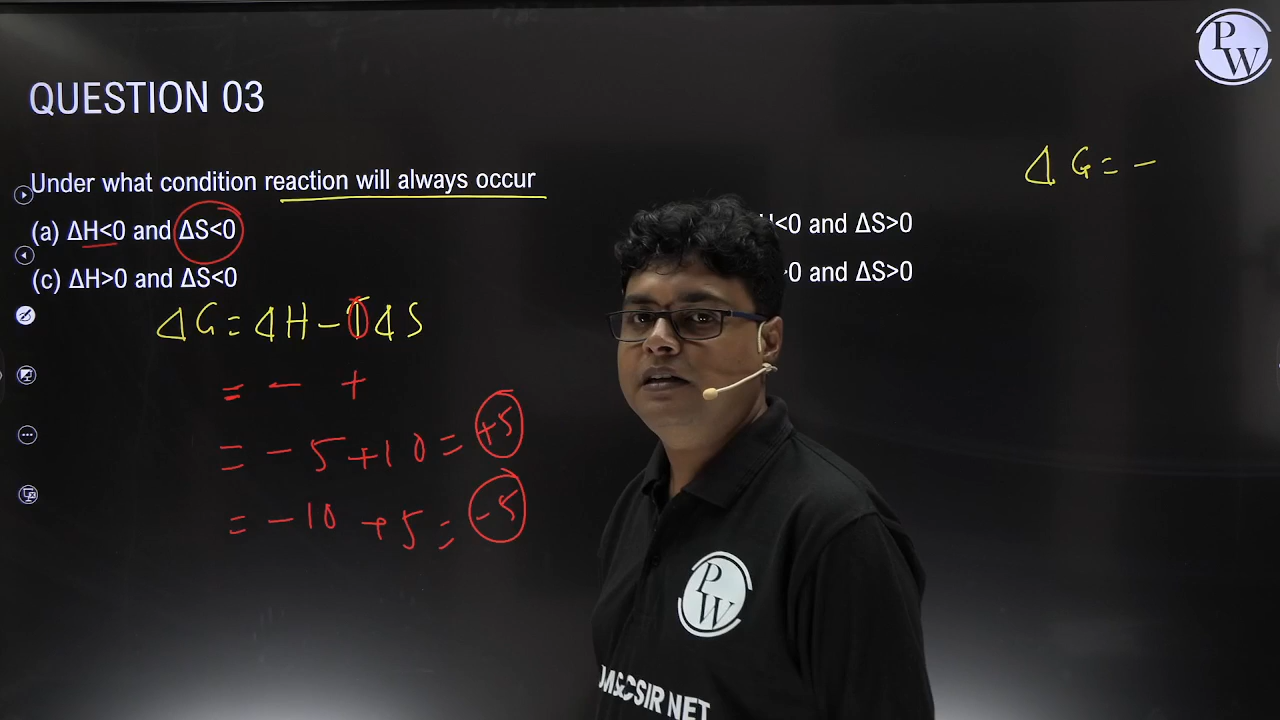 PW
QUESTION 03
ΔG = -
Under what condition reaction will always occur
(a) ΔH<0 and ΔS<0
H<0 and ΔS>0
(c) ΔH>0 and ΔS<0
>0 and ΔS>0
ΔG = ΔH - TΔS
= - +
= -5 +10 = +5
= -10 +5 = -5
PW
M&CSIR NET